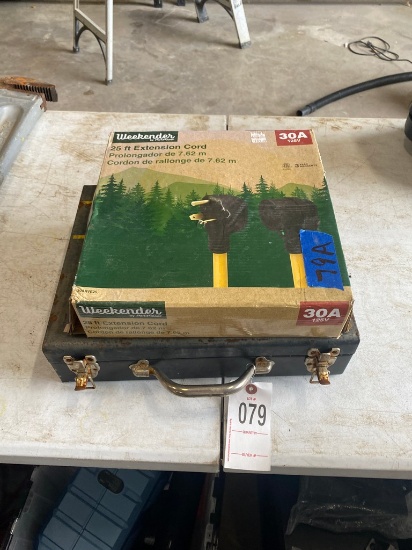 Weekender
25 ft Extension Cord
Prolongador de 7.62 m
Cordon de rallonge de 7.62 m
30A
125V
79A
Weekender
25 ft Extension Cord
Prolongador de 7.62 m
Cordon de rallonge de 7.62 m
30A
125V
079